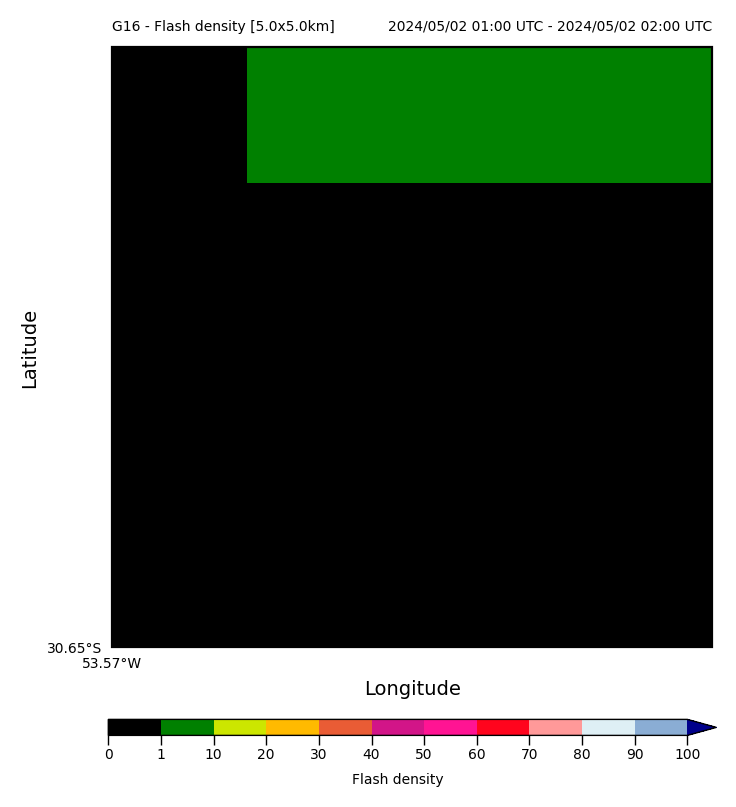 G16 - Flash density [5.0x5.0km] 2024/05/02 01:00 UTC - 2024/05/02 02:00 UTC
Latitude
30.65°S
53.57°W
Longitude
0 1 10 20 30 40 50 60 70 80 90 100
Flash density